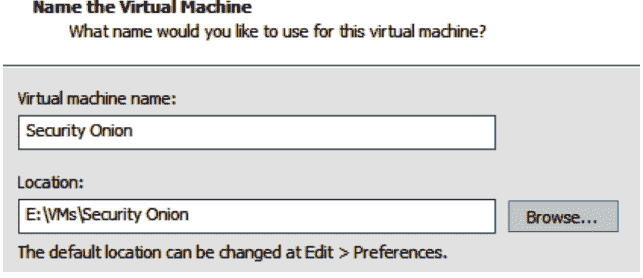 Name the Virtual Machine
What name would you like to use for this virtual machine?
Virtual machine name:
Security Onion
Location:
E:\VMs\Security Onion
Browse...
The default location can be changed at Edit > Preferences.